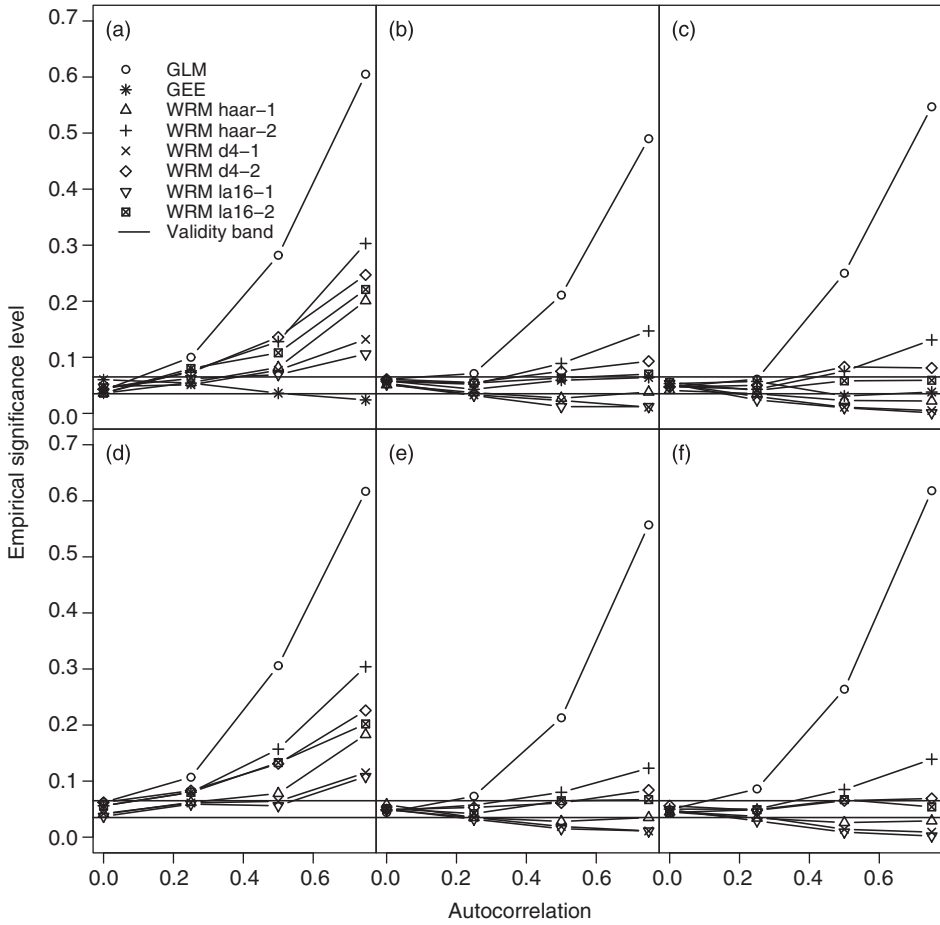 (a)
(b)
(c)
GLM
GEE
WRM haar−1
WRM haar−2
WRM d4−1
WRM d4−2
WRM la16−1
WRM la16−2
Validity band
0.7
0.6
0.5
0.4
0.3
0.2
0.1
0.0
(d)
(e)
(f)
0.7
0.6
0.5
0.4
0.3
0.2
0.1
0.0
Empirical significance level
0.0 0.2 0.4 0.6
0.0 0.2 0.4 0.6
0.0 0.2 0.4 0.6
Autocorrelation